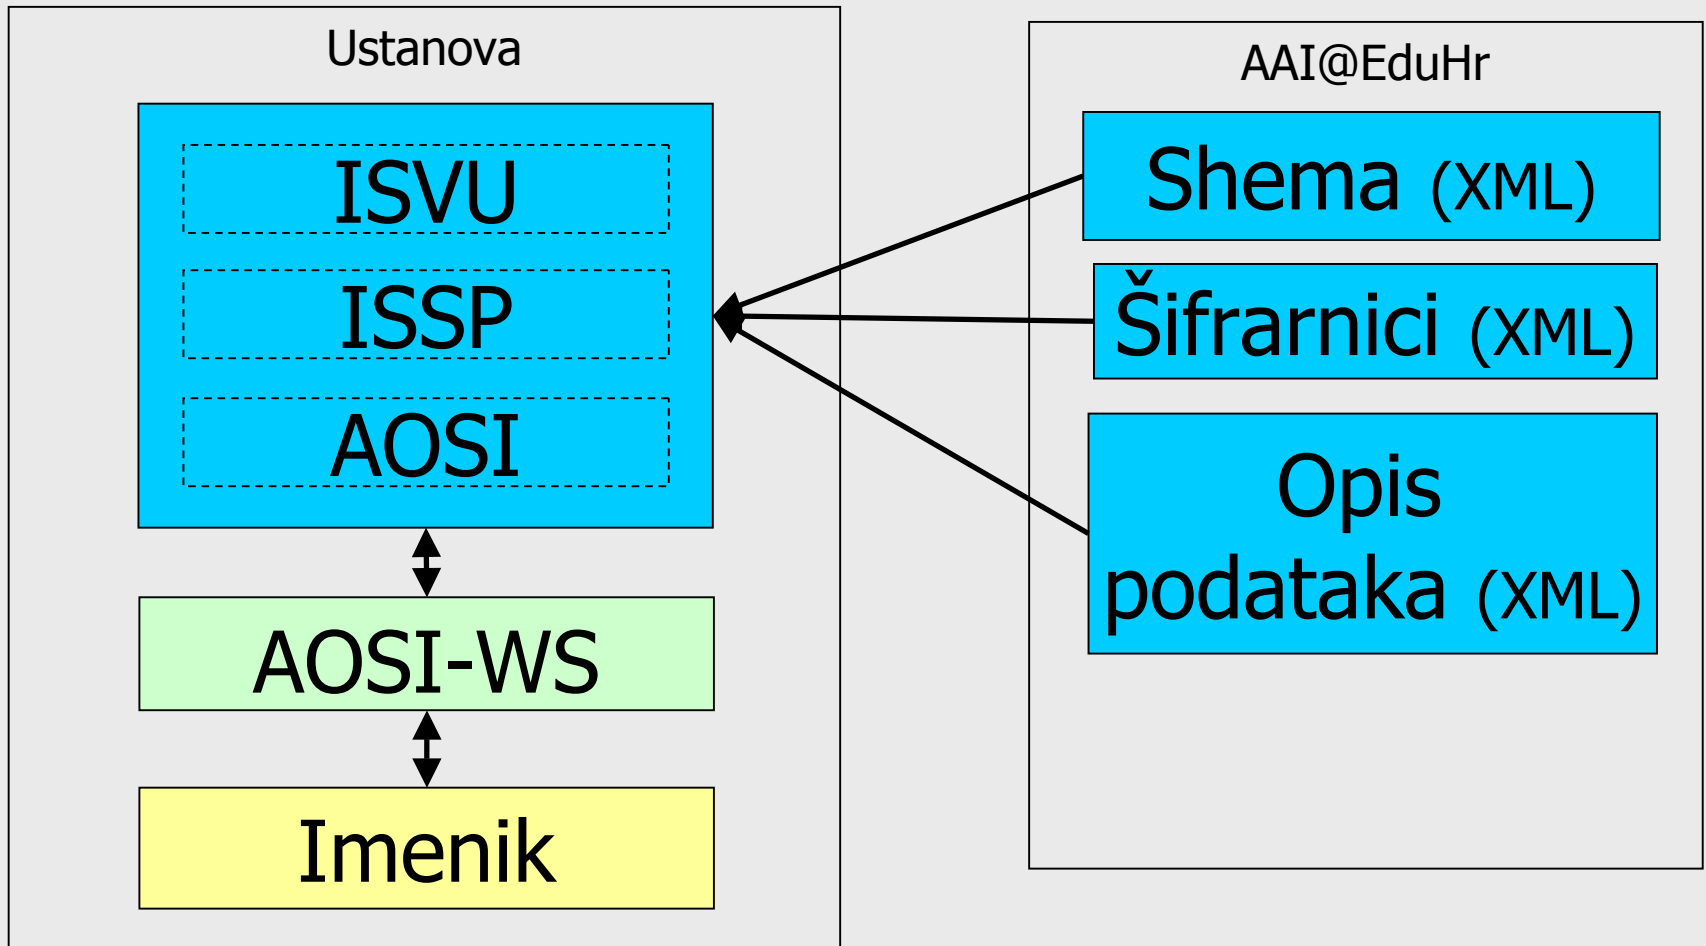 Ustanova
ISVU
ISSP
AOSI
AOSI-WS
Imenik
AAI@EduHr
Shema (XML)
Šifrarnici (XML)
Opis
podataka (XML)